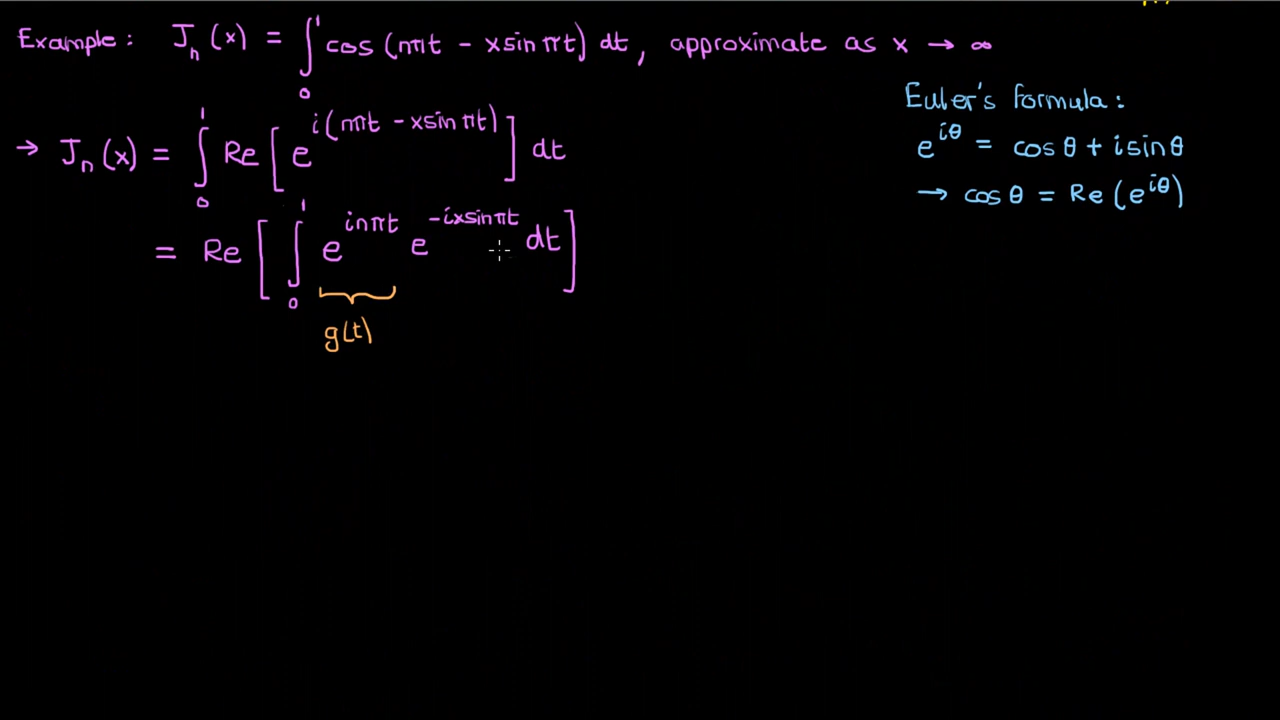 Example: Jₙ(x) = ∫₀¹ cos(nπt − x sin πt) dt, approximate as x → ∞
Euler's formula:
e^{iθ} = cos θ + i sin θ
→ cos θ = Re(e^{iθ})
→ Jₙ(x) = ∫₀¹ Re[e^{i(nπt − x sin πt)}] dt
= Re[∫₀¹ e^{inπt} e^{−ix sin πt} dt]
g(t)